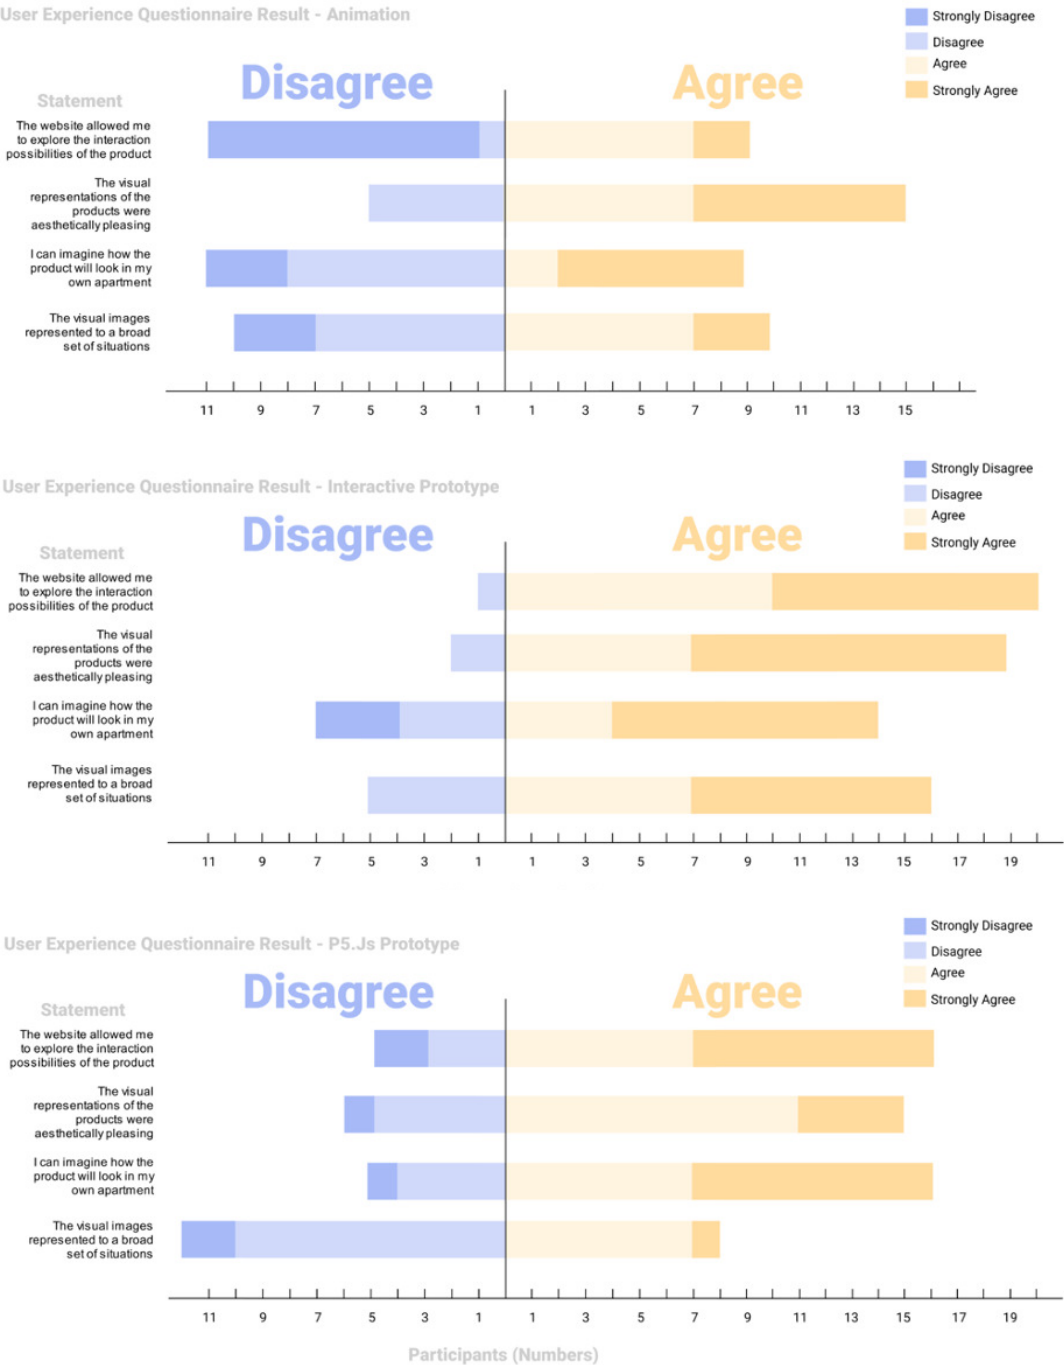 User Experience Questionnaire Result - Animation
Strongly Disagree
Disagree
Agree
Strongly Agree
Disagree
Agree
Statement
The website allowed me
to explore the interaction
possibilities of the product
The visual
representations of the
products were
aesthetically pleasing
I can imagine how the
product will look in my
own apartment
The visual images
represented to a broad
set of situations
11 9 7 5 3 1 1 3 5 7 9 11 13 15
User Experience Questionnaire Result - Interactive Prototype
Strongly Disagree
Disagree
Agree
Strongly Agree
Disagree
Agree
Statement
The website allowed me
to explore the interaction
possibilities of the product
The visual
representations of the
products were
aesthetically pleasing
I can imagine how the
product will look in my
own apartment
The visual images
represented to a broad
set of situations
11 9 7 5 3 1 1 3 5 7 9 11 13 15 17 19
User Experience Questionnaire Result - P5.Js Prototype
Strongly Disagree
Disagree
Agree
Strongly Agree
Disagree
Agree
Statement
The website allowed me
to explore the interaction
possibilities of the product
The visual
representations of the
products were
aesthetically pleasing
I can imagine how the
product will look in my
own apartment
The visual images
represented to a broad
set of situations
11 9 7 5 3 1 1 3 5 7 9 11 13 15 17 19
Participants (Numbers)